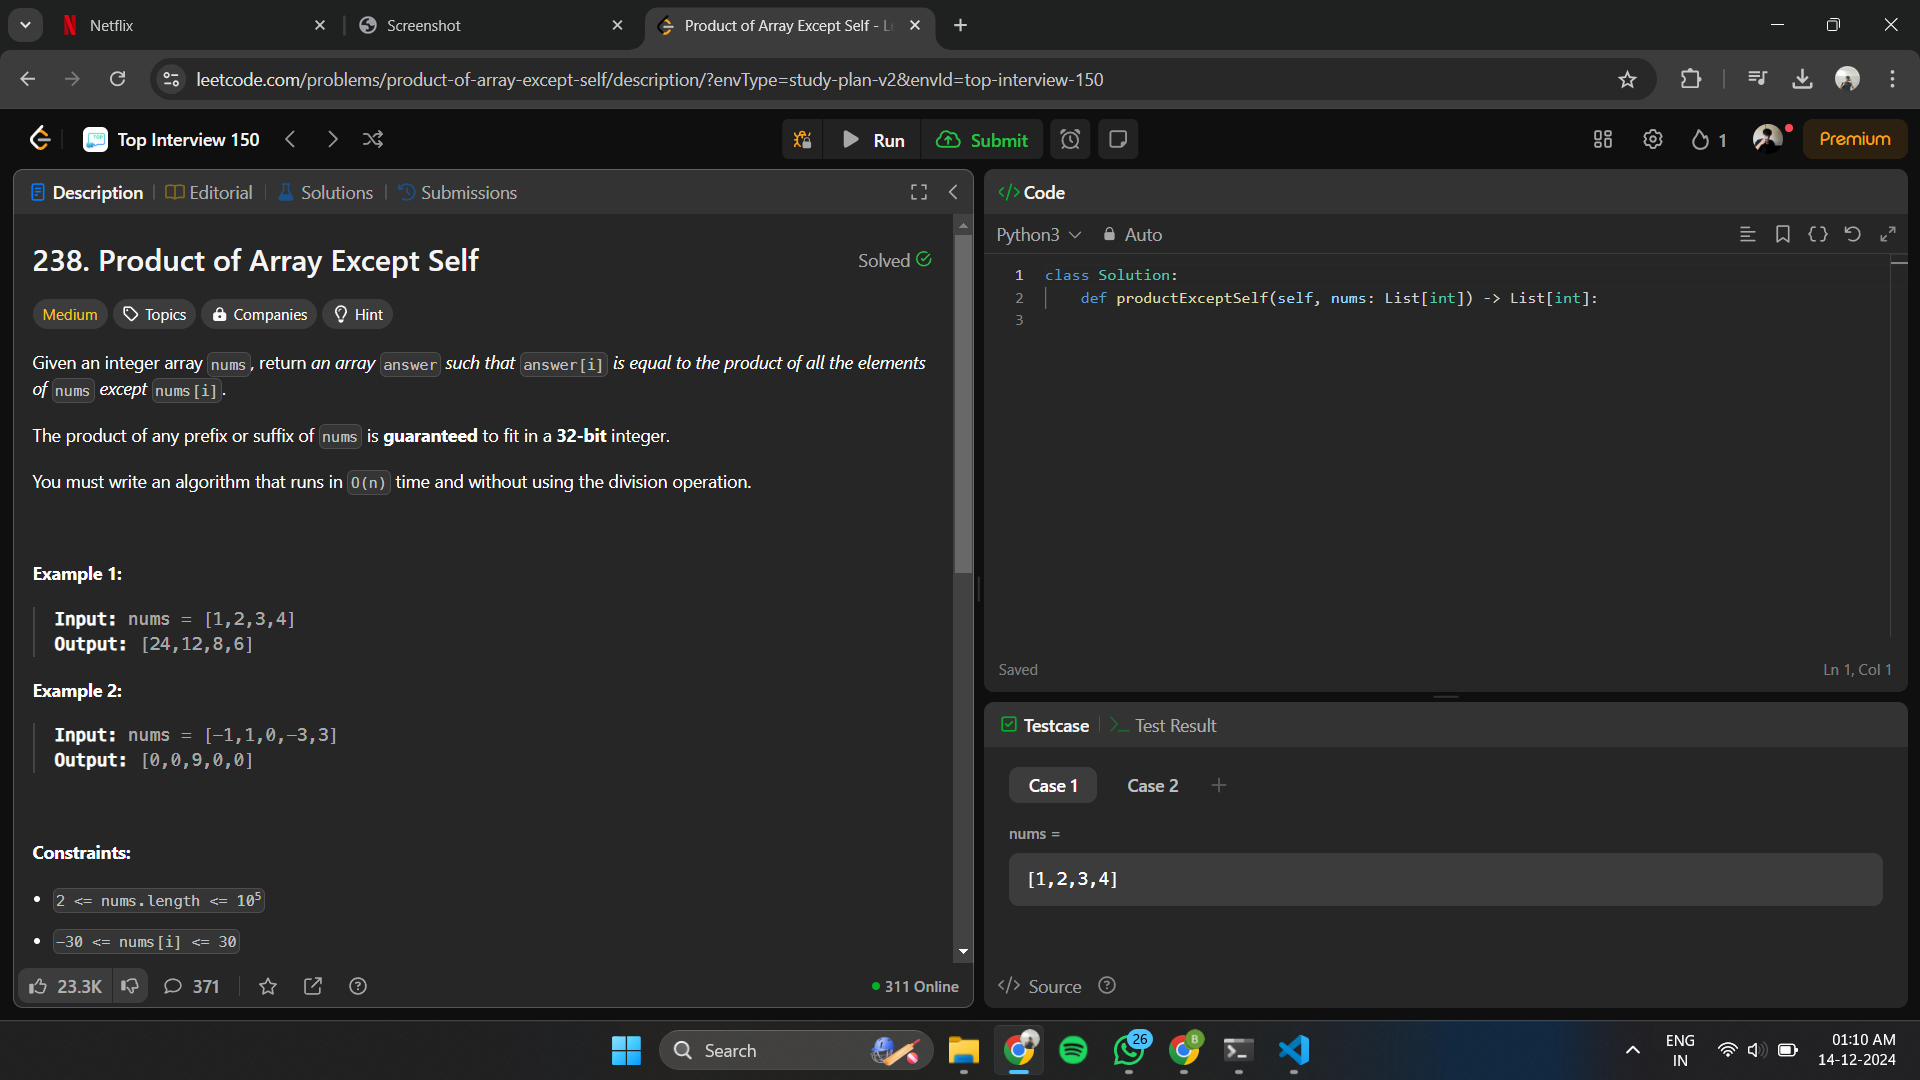 Netflix
Screenshot
Product of Array Except Self - L
leetcode.com/problems/product-of-array-except-self/description/?envType=study-plan-v2&envId=top-interview-150
Top Interview 150
Run
Submit
1
Premium
Description
Editorial
Solutions
Submissions
238. Product of Array Except Self
Solved
Medium
Topics
Companies
Hint
Given an integer array nums, return an array answer such that answer[i] is equal to the product of all the elements
of nums except nums[i].
The product of any prefix or suffix of nums is guaranteed to fit in a 32-bit integer.
You must write an algorithm that runs in O(n) time and without using the division operation.
Example 1:
Input: nums = [1,2,3,4]
Output: [24,12,8,6]
Example 2:
Input: nums = [-1,1,0,-3,3]
Output: [0,0,9,0,0]
Constraints:
• 2 <= nums.length <= 10⁵
• -30 <= nums[i] <= 30
23.3K
371
311 Online
</> Code
Python3
Auto
1 class Solution:
2 def productExceptSelf(self, nums: List[int]) -> List[int]:
3
Saved
Ln 1, Col 1
Testcase
>_ Test Result
Case 1
Case 2
+
nums =
[1,2,3,4]
</> Source
Search
26
B
ENG
IN
01:10 AM
14-12-2024